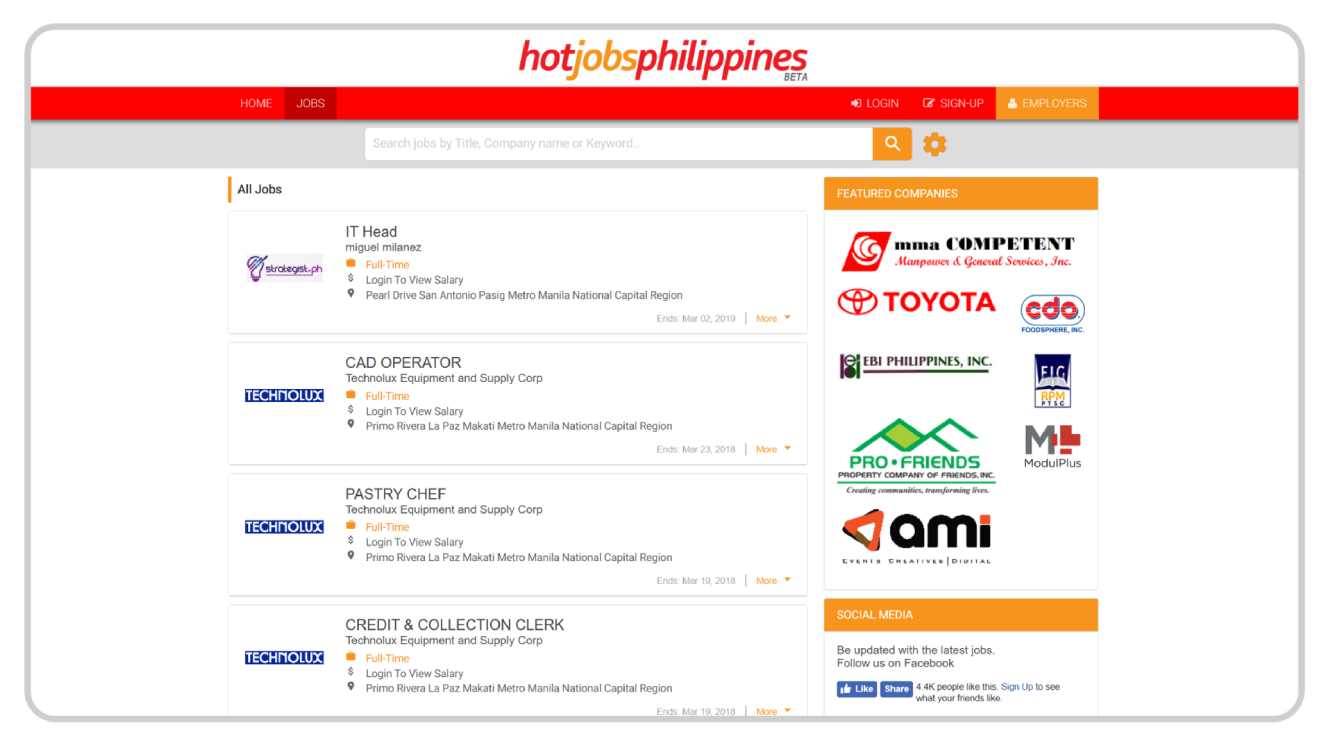 hotjobsphilippines
BETA
HOME JOBS LOGIN SIGN-UP EMPLOYERS
Search jobs by Title, Company name or Keyword..
All Jobs
strategist.ph
IT Head
miguel milanez
Full-Time
$ Login To View Salary
Pearl Drive San Antonio Pasig Metro Manila National Capital Region
Ends: Mar 02, 2019 | More
TECHNOLUX
CAD OPERATOR
Technolux Equipment and Supply Corp
Full-Time
$ Login To View Salary
Primo Rivera La Paz Makati Metro Manila National Capital Region
Ends: Mar 23, 2018 | More
TECHNOLUX
PASTRY CHEF
Technolux Equipment and Supply Corp
Full-Time
$ Login To View Salary
Primo Rivera La Paz Makati Metro Manila National Capital Region
Ends: Mar 19, 2018 | More
TECHNOLUX
CREDIT & COLLECTION CLERK
Technolux Equipment and Supply Corp
Full-Time
$ Login To View Salary
Primo Rivera La Paz Makati Metro Manila National Capital Region
Ends: Mar 19, 2018 | More
FEATURED COMPANIES
mma COMPETENT
Manpower & General Services, Inc.
TOYOTA
cdo
FOODSPHERE, INC.
EBI PHILIPPINES, INC.
RPM
PTSC
PRO•FRIENDS
PROPERTY COMPANY OF FRIENDS, INC.
Creating communities, transforming lives.
ModulPlus
ami
EVENTS CREATIVES | DIGITAL
SOCIAL MEDIA
Be updated with the latest jobs.
Follow us on Facebook
Like Share 4.4K people like this. Sign Up to see
what your friends like.